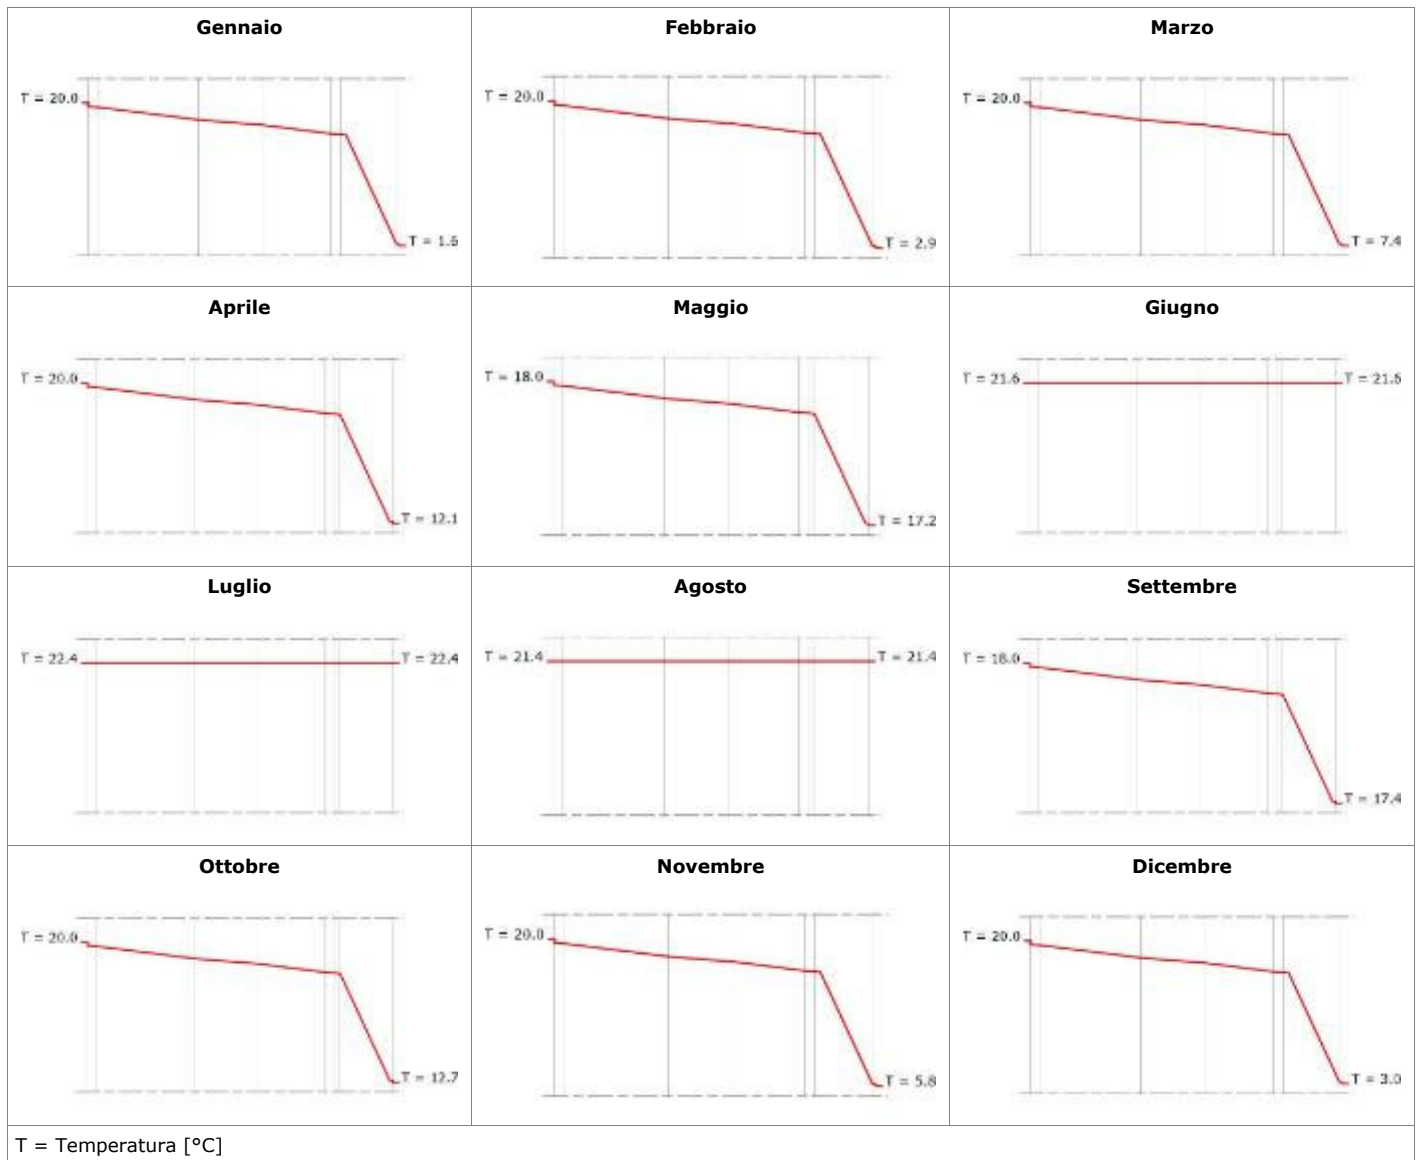 Gennaio
T = 20.0
T = 1.6
Febbraio
T = 20.0
T = 2.9
Marzo
T = 20.0
T = 7.4
Aprile
T = 20.0
T = 12.1
Maggio
T = 18.0
T = 17.2
Giugno
T = 21.6
T = 21.6
Luglio
T = 22.4
T = 22.4
Agosto
T = 21.4
T = 21.4
Settembre
T = 18.0
T = 17.4
Ottobre
T = 20.0
T = 12.7
Novembre
T = 20.0
T = 5.8
Dicembre
T = 20.0
T = 3.0
T = Temperatura [°C]